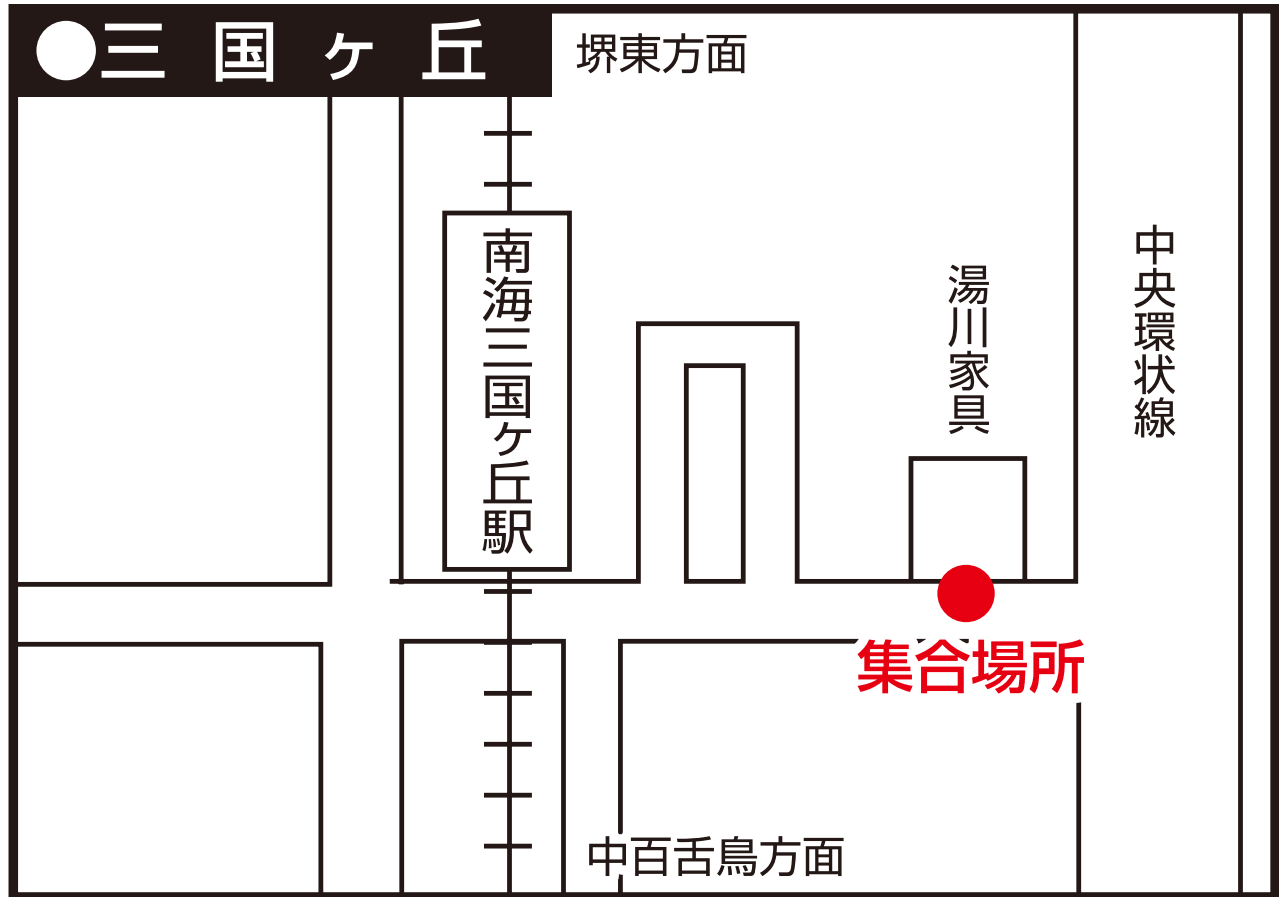 ●三国ヶ丘
堺東方面
南海三国ヶ丘駅
湯川家具
中央環状線
集合場所
中百舌鳥方面